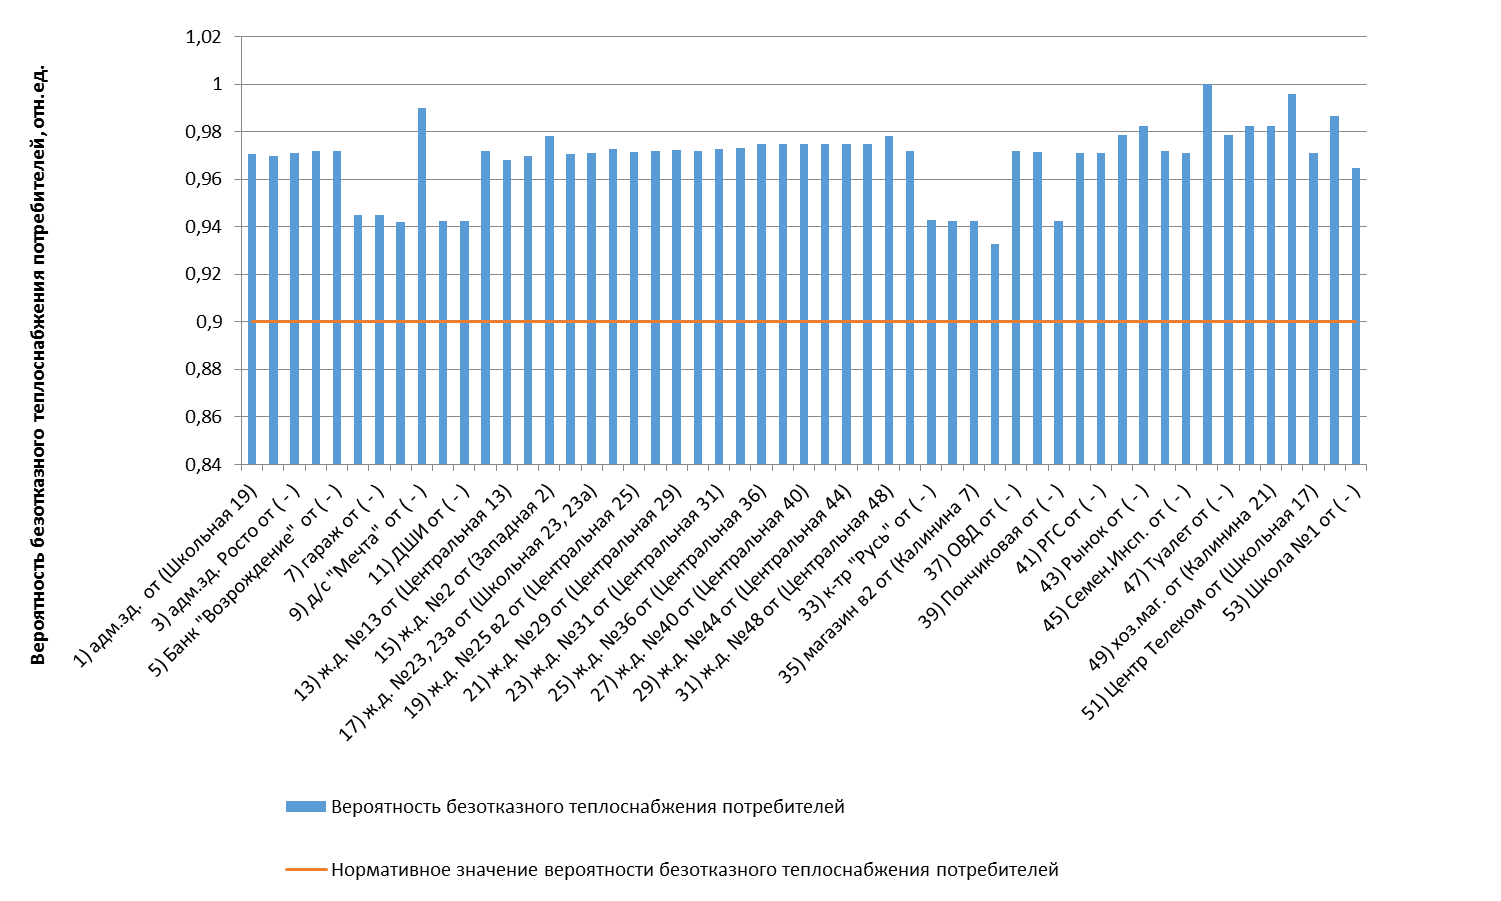 Вероятность безотказного теплоснабжения потребителей, отн.ед.
1,02
1
0,98
0,96
0,94
0,92
0,9
0,88
0,86
0,84
1) адм.зд. от (Школьная 19)
3) адм.зд. Росто от ( - )
5) Банк "Возрождение" от ( - )
7) гараж от ( - )
9) д/с "Мечта" от ( - )
11) ДШИ от ( - )
13) ж.д. №13 от (Центральная 13)
15) ж.д. №2 от (Западная 2)
17) ж.д. №23, 23а от (Школьная 23, 23а)
19) ж.д. №25 в2 от (Центральная 25)
21) ж.д. №29 от (Центральная 29)
23) ж.д. №31 от (Центральная 31)
25) ж.д. №36 от (Центральная 36)
27) ж.д. №40 от (Центральная 40)
29) ж.д. №44 от (Центральная 44)
31) ж.д. №48 от (Центральная 48)
33) к-тр "Русь" от ( - )
35) магазин в2 от (Калинина 7)
37) ОВД от ( - )
39) Пончиковая от ( - )
41) РГС от ( - )
43) Рынок от ( - )
45) Семен.Инсп. от ( - )
47) Туалет от ( - )
49) хоз.маг. от (Калинина 21)
51) Центр Телеком от (Школьная 17)
53) Школа №1 от ( - )
Вероятность безотказного теплоснабжения потребителей
Нормативное значение вероятности безотказного теплоснабжения потребителей